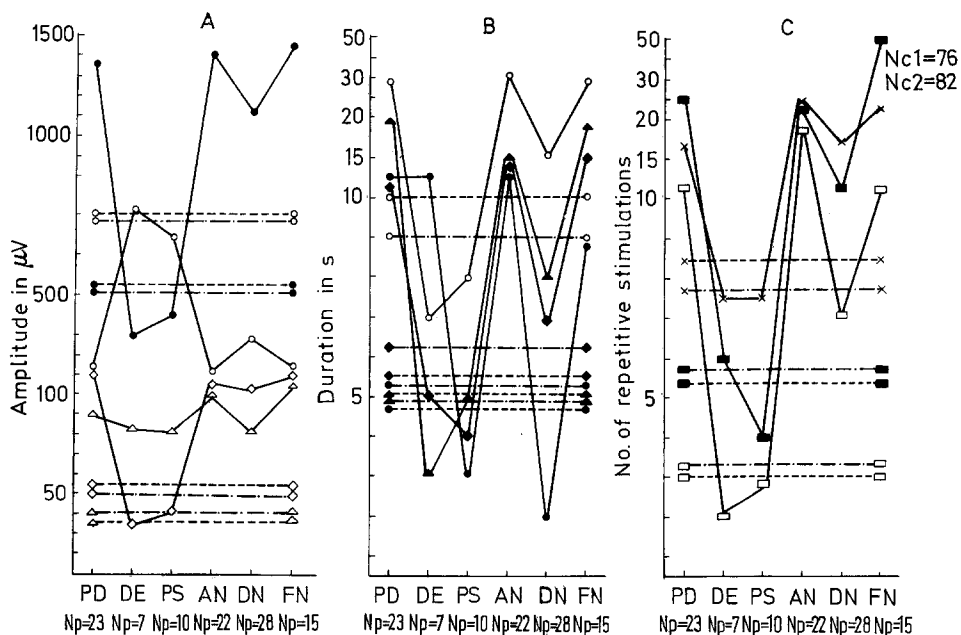 A
B
C
1500
1000
500
100
50
Amplitude in µV
50
30
20
15
10
5
Duration in s
50
30
20
15
10
5
No. of repetitive stimulations
Nc1=76
Nc2=82
PD DE PS AN DN FN
Np=23 Np=7 Np=10 Np=22 Np=28 Np=15
PD DE PS AN DN FN
Np=23 Np=7 Np=10 Np=22 Np=28 Np=15
PD DE PS AN DN FN
Np=23 Np=7 Np=10 Np=22 Np=28 Np=15